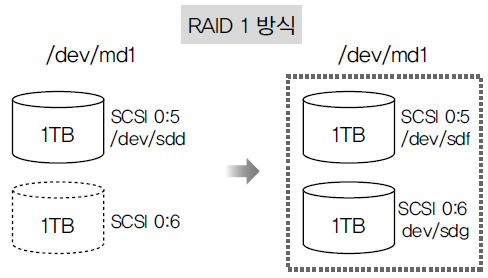 RAID 1 방식
/dev/md1
1TB
SCSI 0:5
/dev/sdd
1TB
SCSI 0:6
/dev/md1
1TB
SCSI 0:5
/dev/sdf
1TB
SCSI 0:6
dev/sdg